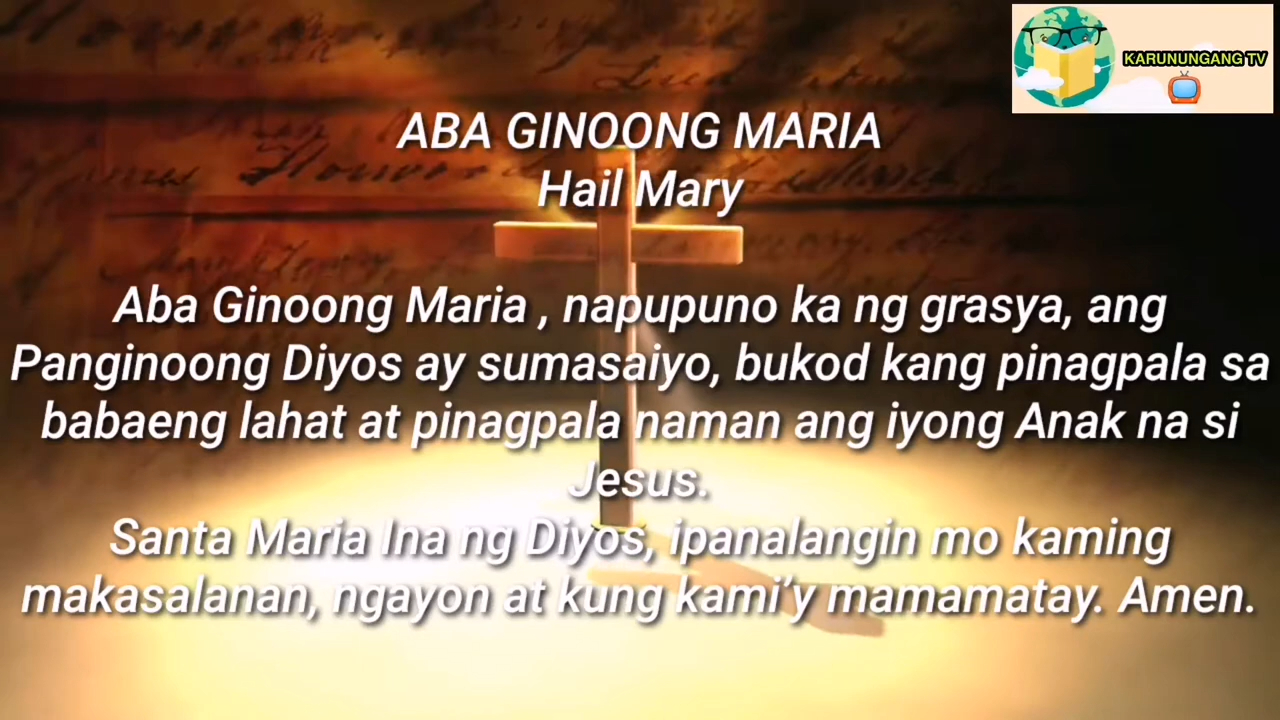 KARUNUNGANG TV
ABA GINOONG MARIA
Hail Mary
Aba Ginoong Maria , napupuno ka ng grasya, ang
Panginoong Diyos ay sumasaiyo, bukod kang pinagpala sa
babaeng lahat at pinagpala naman ang iyong Anak na si
Jesus.
Santa Maria Ina ng Diyos, ipanalangin mo kaming
makasalanan, ngayon at kung kami’y mamamatay. Amen.